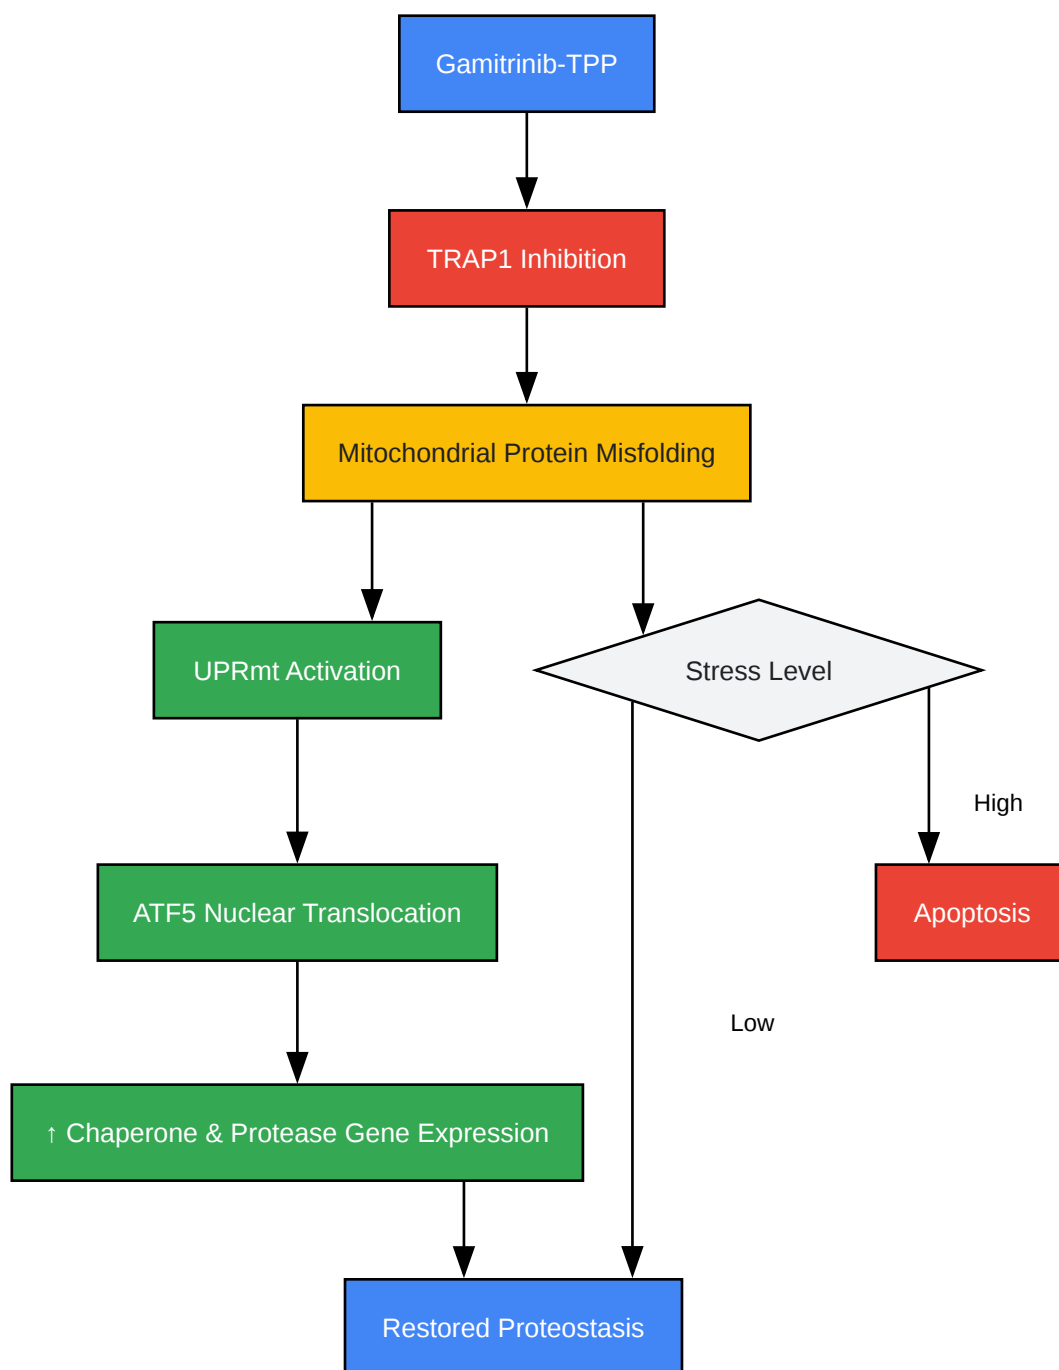 Gamitrinib-TPP
TRAP1 Inhibition
Mitochondrial Protein Misfolding
UPRmt Activation
Stress Level
High
ATF5 Nuclear Translocation
Apoptosis
Low
↑ Chaperone & Protease Gene Expression
Restored Proteostasis